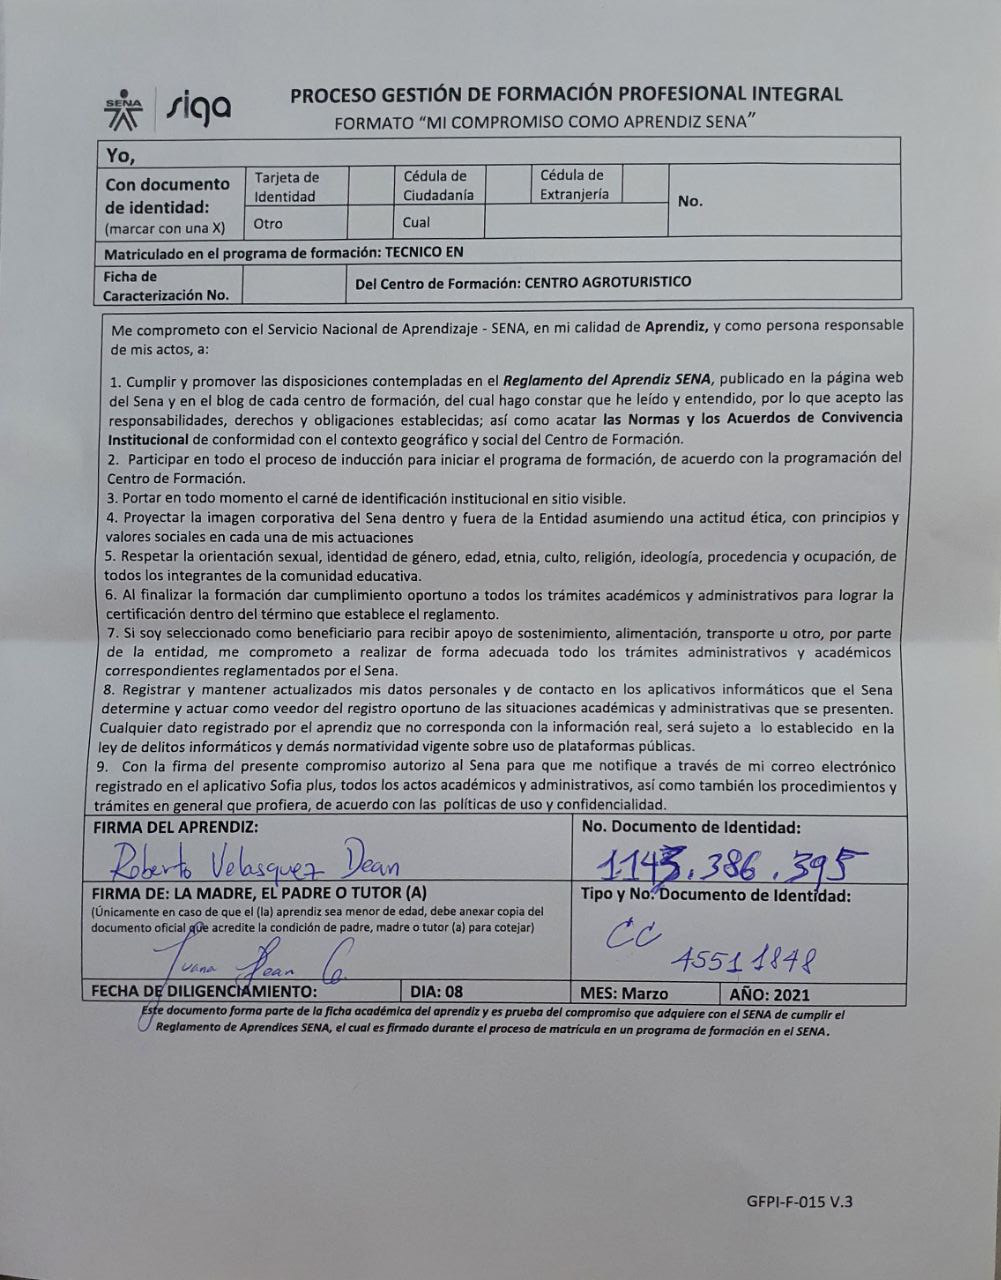 SENA
siga
PROCESO GESTIÓN DE FORMACIÓN PROFESIONAL INTEGRAL
FORMATO “MI COMPROMISO COMO APRENDIZ SENA”
Yo,
Con documento de identidad: (marcar con una X)
Tarjeta de Identidad
Cédula de Ciudadanía
Cédula de Extranjería
No.
Otro
Cual
Matriculado en el programa de formación: TECNICO EN
Ficha de Caracterización No.
Del Centro de Formación: CENTRO AGROTURISTICO
Me comprometo con el Servicio Nacional de Aprendizaje - SENA, en mi calidad de Aprendiz, y como persona responsable
de mis actos, a:
1. Cumplir y promover las disposiciones contempladas en el Reglamento del Aprendiz SENA, publicado en la página web
del Sena y en el blog de cada centro de formación, del cual hago constar que he leído y entendido, por lo que acepto las
responsabilidades, derechos y obligaciones establecidas; así como acatar las Normas y los Acuerdos de Convivencia
Institucional de conformidad con el contexto geográfico y social del Centro de Formación.
2. Participar en todo el proceso de inducción para iniciar el programa de formación, de acuerdo con la programación del
Centro de Formación.
3. Portar en todo momento el carné de identificación institucional en sitio visible.
4. Proyectar la imagen corporativa del Sena dentro y fuera de la Entidad asumiendo una actitud ética, con principios y
valores sociales en cada una de mis actuaciones
5. Respetar la orientación sexual, identidad de género, edad, etnia, culto, religión, ideología, procedencia y ocupación, de
todos los integrantes de la comunidad educativa.
6. Al finalizar la formación dar cumplimiento oportuno a todos los trámites académicos y administrativos para lograr la
certificación dentro del término que establece el reglamento.
7. Si soy seleccionado como beneficiario para recibir apoyo de sostenimiento, alimentación, transporte u otro, por parte
de la entidad, me comprometo a realizar de forma adecuada todo los trámites administrativos y académicos
correspondientes reglamentados por el Sena.
8. Registrar y mantener actualizados mis datos personales y de contacto en los aplicativos informáticos que el Sena
determine y actuar como veedor del registro oportuno de las situaciones académicas y administrativas que se presenten.
Cualquier dato registrado por el aprendiz que no corresponda con la información real, será sujeto a lo establecido en la
ley de delitos informáticos y demás normatividad vigente sobre uso de plataformas públicas.
9. Con la firma del presente compromiso autorizo al Sena para que me notifique a través de mi correo electrónico
registrado en el aplicativo Sofia plus, todos los actos académicos y administrativos, así como también los procedimientos y
trámites en general que profiera, de acuerdo con las políticas de uso y confidencialidad.
FIRMA DEL APRENDIZ:
Roberto Velasquez Dean
No. Documento de Identidad:
1143.386.395
FIRMA DE: LA MADRE, EL PADRE O TUTOR (A)
(Únicamente en caso de que el (la) aprendiz sea menor de edad, debe anexar copia del
documento oficial que acredite la condición de padre, madre o tutor (a) para cotejar)
Dean
Tipo y No. Documento de Identidad:
CC
45511848
FECHA DE DILIGENCIAMIENTO:
DIA: 08
MES: Marzo
AÑO: 2021
Este documento forma parte de la ficha académica del aprendiz y es prueba del compromiso que adquiere con el SENA de cumplir el
Reglamento de Aprendices SENA, el cual es firmado durante el proceso de matrícula en un programa de formación en el SENA.
GFPI-F-015 V.3